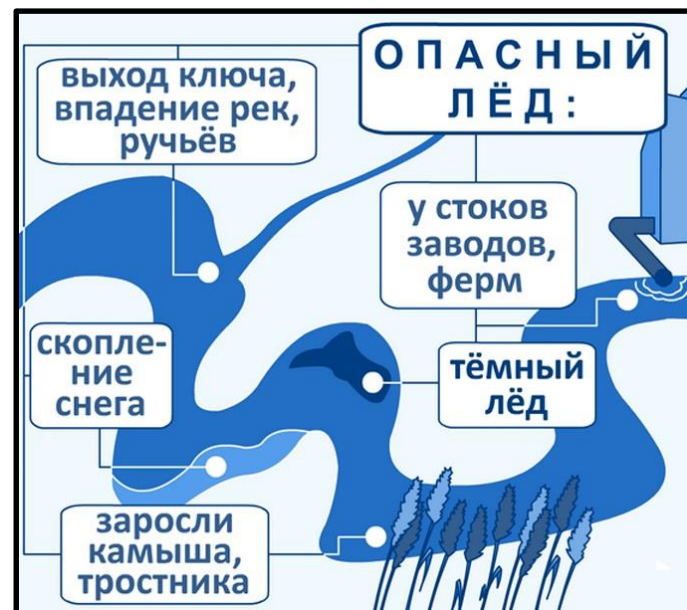 ОПАСНЫЙ
ЛЁД:
выход ключа,
впадение рек,
ручьёв
у стоков
заводов,
ферм
скопле-
ние
снега
тёмный
лёд
заросли
камыша,
тростника